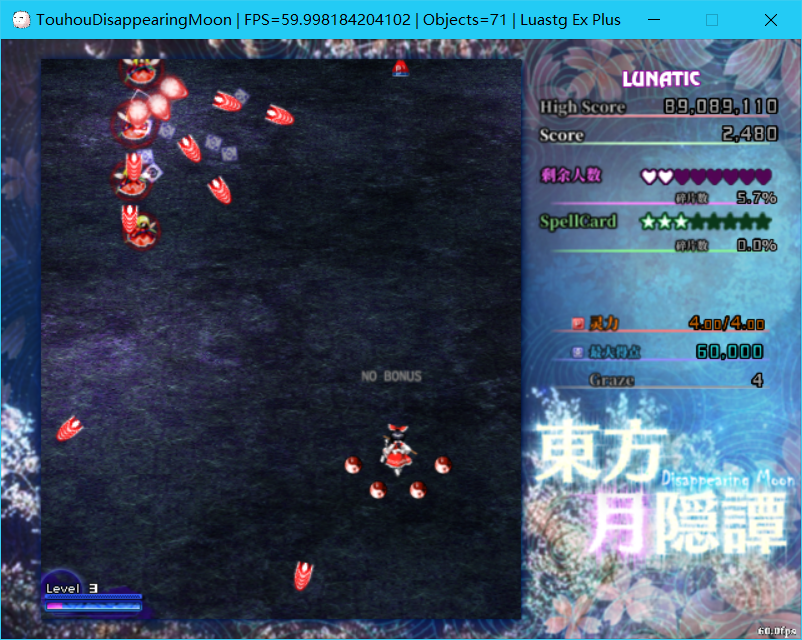 TouhouDisappearingMoon | FPS=59.998184204102 | Objects=71 | Luastg Ex Plus
LUNATIC
High Score 89,089,110
Score 2,480
剩余人数
碎片数 5.7%
SpellCard
碎片数 0.0%
灵力 4.00/4.00
最大得点 60,000
Graze 4
NO BONUS
東方
Disappearing Moon
月隠譚
Level 3
60.0fps